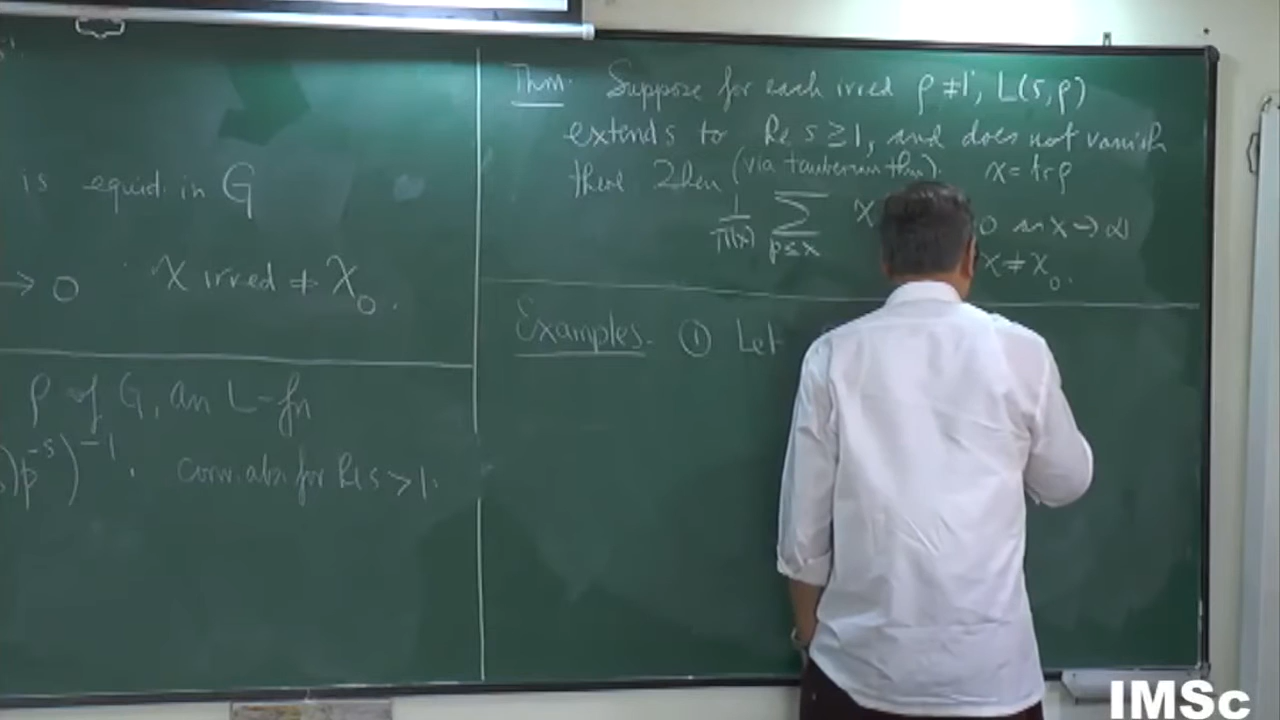 is equid. in G
→ 0 χ irred ≠ χ₀.
ρ of G, an L-fn
)p^{-s})^{-1}. conv. abs for Re s > 1.
Thm. Suppose for each irred ρ ≠ 1, L(s, ρ)
extends to Re s ≥ 1, and does not vanish
there Then (via tauberian thm). χ = tr ρ
1/π(x) Σ_{p≤x} χ 0 as x → ∞
χ ≠ χ₀.
Examples. ① Let
IMSc